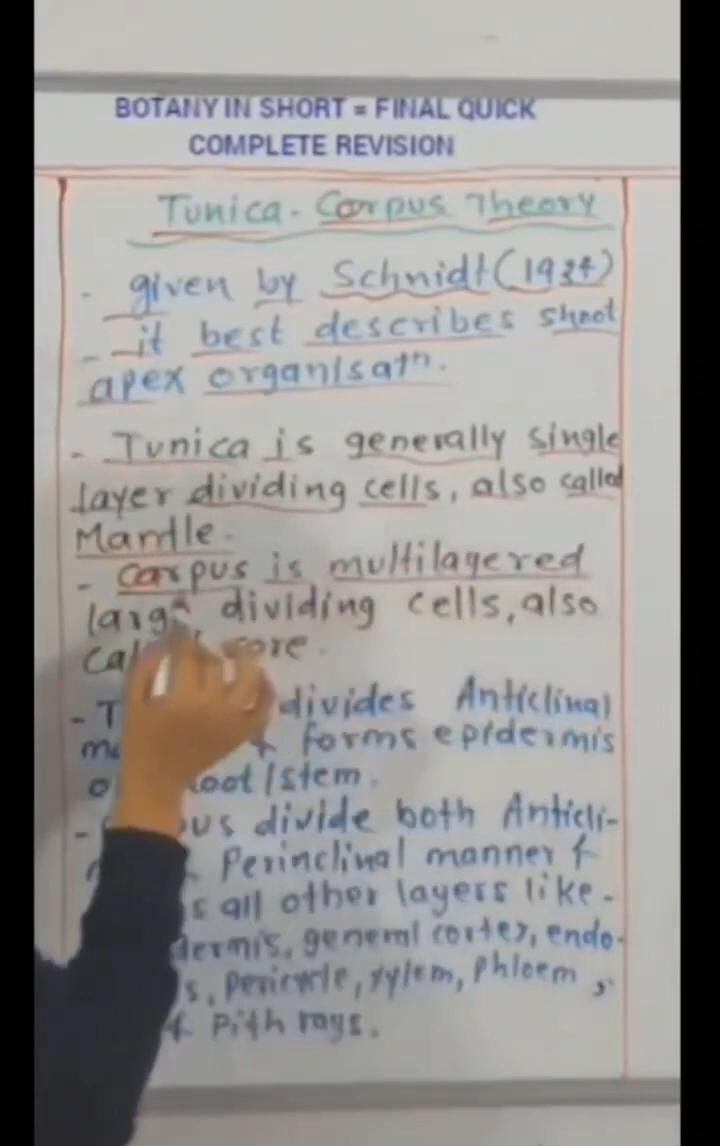 BOTANY IN SHORT = FINAL QUICK
COMPLETE REVISION
Tunica - Corpus Theory
- given by Schmidt (1924)
- it best describes shoot
apex organisatn.
- Tunica is generally single
layer dividing cells, also called
Mantle.
- Corpus is multilayered
dividing cells, also
core.
divides Anticlinal
forms epidermis
/stem.
divide both Anticli-
Perinclinal manner &
all other layers like -
general cortex, endo-
pericycle, xylem, phloem,
& Pith rays.